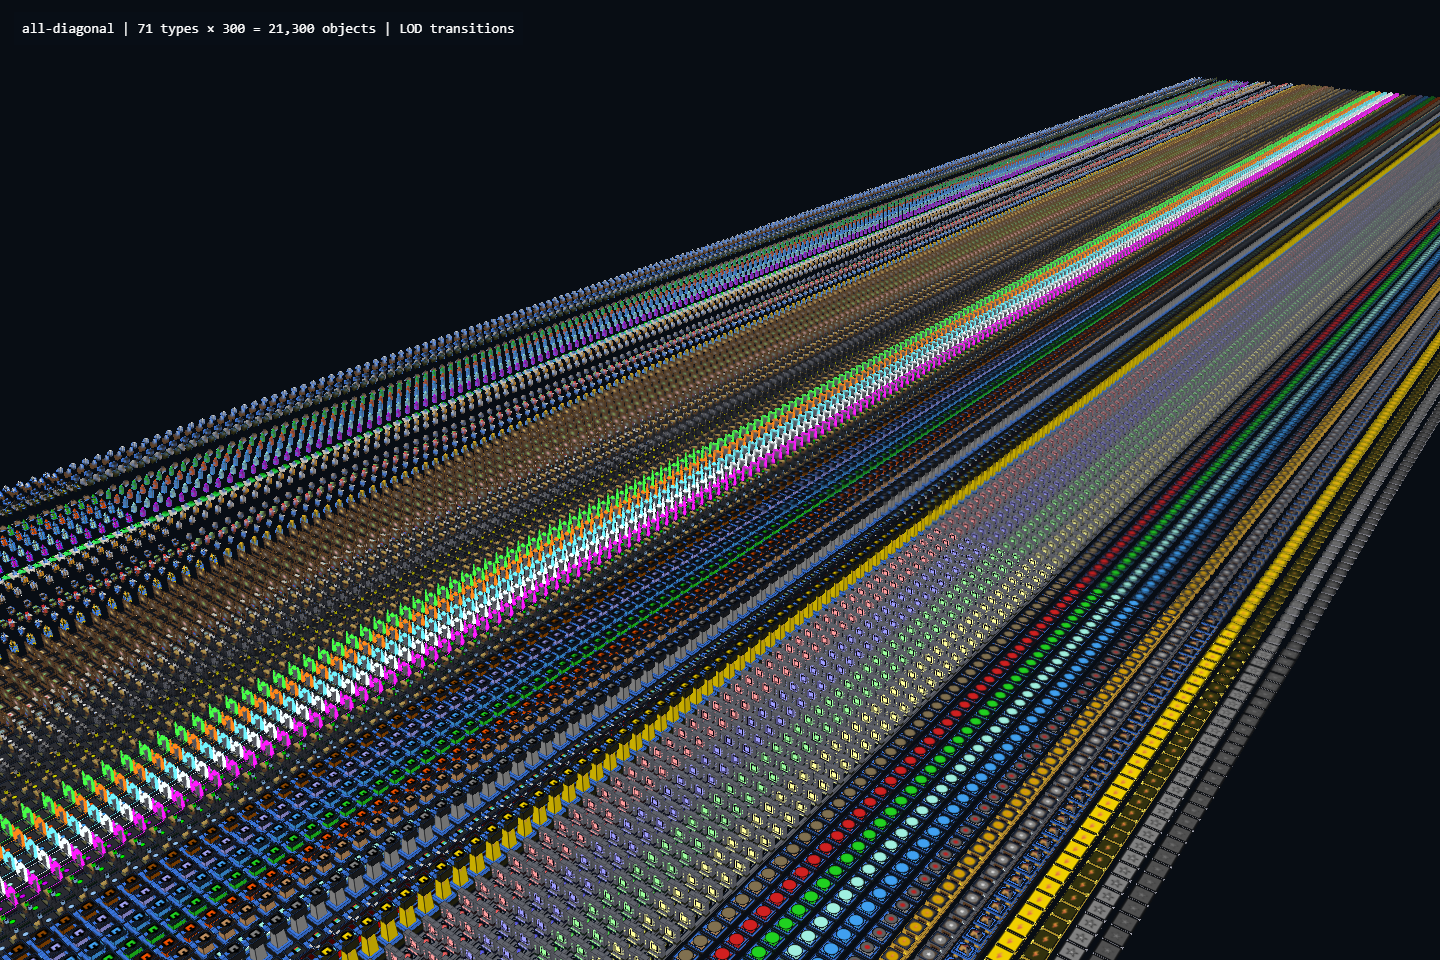 all-diagonal | 71 types × 300 = 21,300 objects | LOD transitions